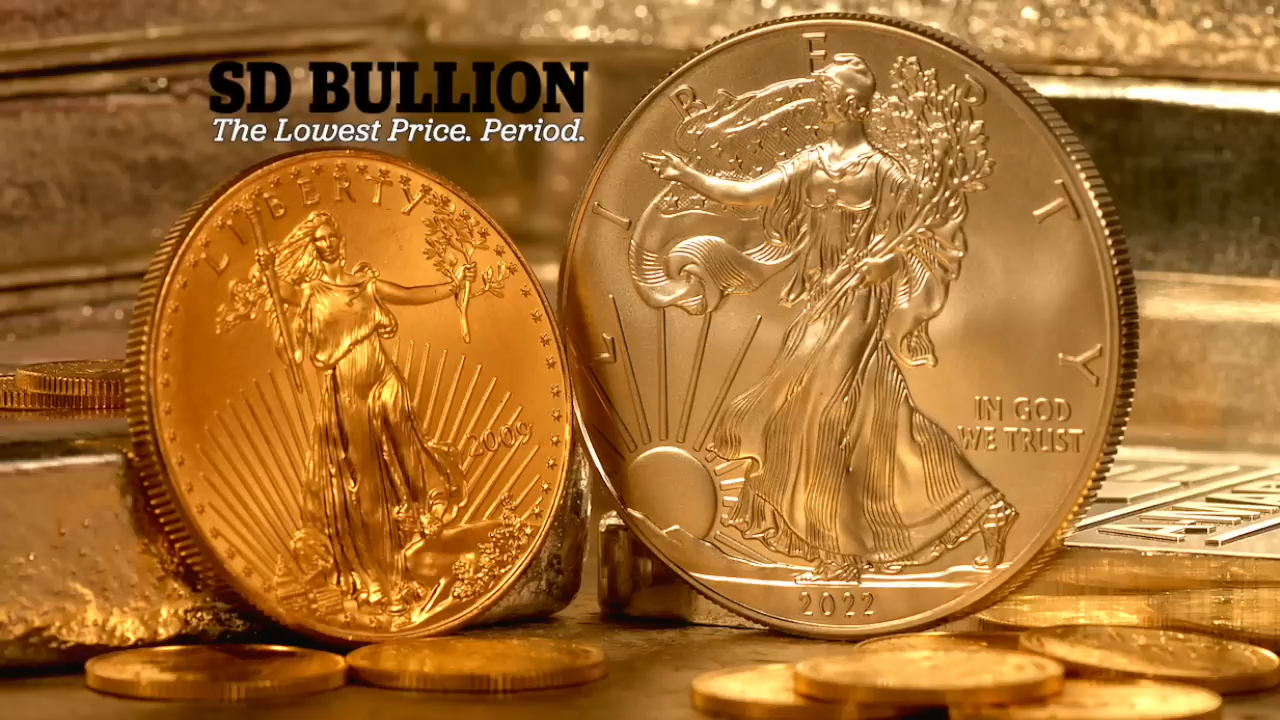 SD BULLION
The Lowest Price. Period.
LIBERTY
2009
LIBERTY
IN GOD
WE TRUST
2022